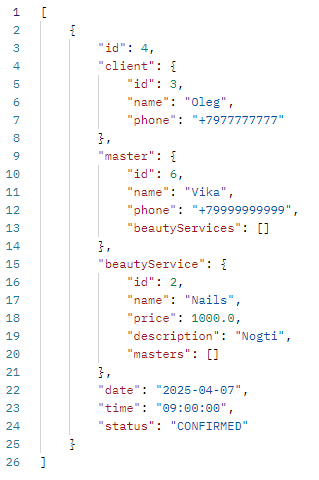 1 [
2     {
3         "id": 4,
4         "client": {
5             "id": 3,
6             "name": "Oleg",
7             "phone": "+7977777777"
8         },
9         "master": {
10             "id": 6,
11             "name": "Vika",
12             "phone": "+79999999999",
13             "beautyServices": []
14         },
15         "beautyService": {
16             "id": 2,
17             "name": "Nails",
18             "price": 1000.0,
19             "description": "Nogti",
20             "masters": []
21         },
22         "date": "2025-04-07",
23         "time": "09:00:00",
24         "status": "CONFIRMED"
25     }
26 ]